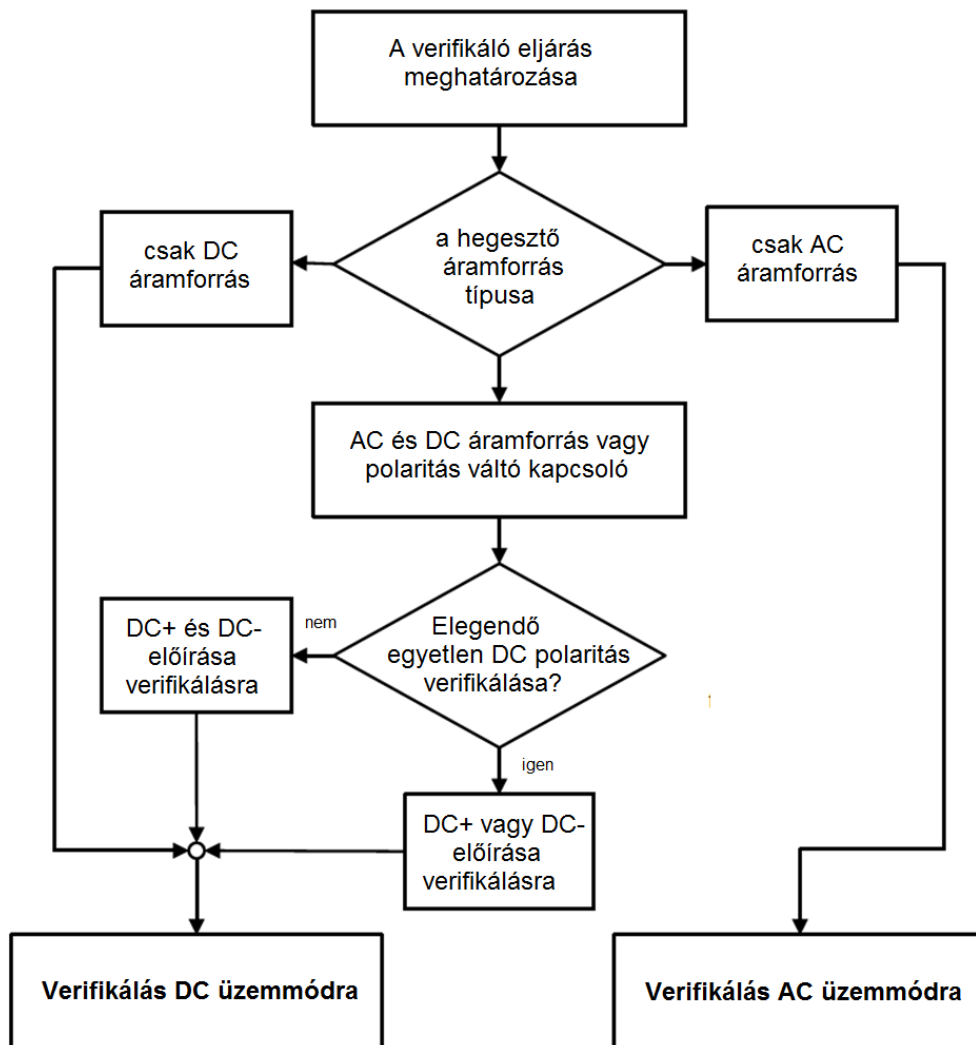 A verifikáló eljárás
meghatározása
a hegesztő
áramforrás
típusa
csak DC
áramforrás
csak AC
áramforrás
AC és DC áramforrás vagy
polaritás váltó kapcsoló
Elegendő
egyetlen DC polaritás
verifikálása?
nem
DC+ és DC-
előírása
verifikálásra
igen
DC+ vagy DC-
előírása
verifikálásra
Verifikálás DC üzemmódra
Verifikálás AC üzemmódra